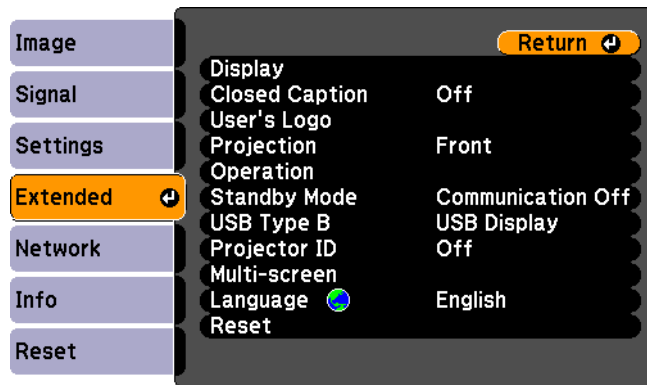 Image
Signal
Settings
Extended
Network
Info
Reset
Return
Display
Closed Caption Off
User's Logo
Projection Front
Operation
Standby Mode Communication Off
USB Type B USB Display
Projector ID Off
Multi-screen
Language English
Reset